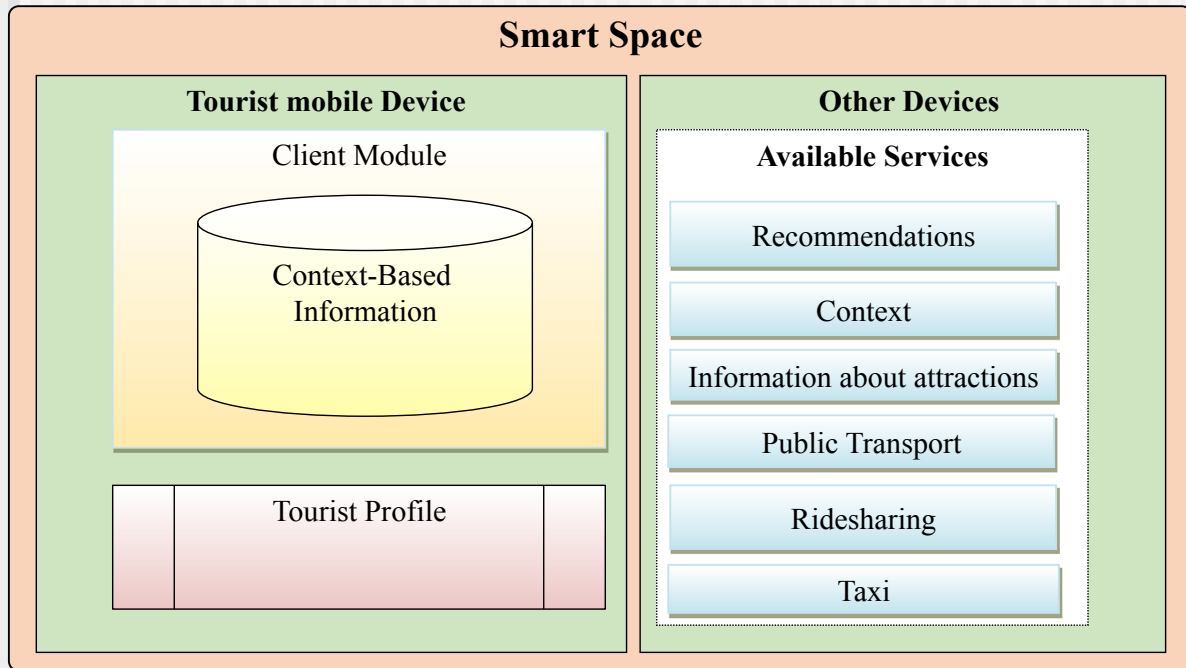 Smart Space
Tourist mobile Device
Client Module
Context-Based
Information
Tourist Profile
Other Devices
Available Services
Recommendations
Context
Information about attractions
Public Transport
Ridesharing
Taxi